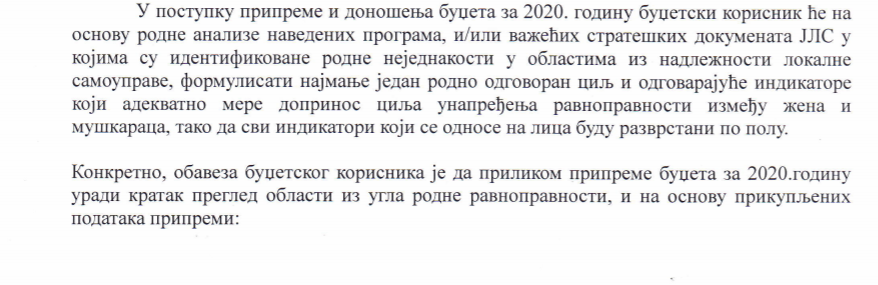 У поступку припреме и доношења буџета за 2020. годину буџетски корисник ће на
основу родне анализе наведених програма, и/или важећих стратешких докумената ЈЛС у
којима су идентификоване родне неједнакости у областима из надлежности локалне
самоуправе, формулисати најмање један родно одговоран циљ и одговарајуће индикаторе
који адекватно мере допринос циља унапређења равноправности између жена и
мушкараца, тако да сви индикатори који се односе на лица буду разврстани по полу.
Конкретно, обавеза буџетског корисника је да приликом припреме буџета за 2020.годину
уради кратак преглед области из угла родне равноправности, и на основу прикупљених
података припреми: